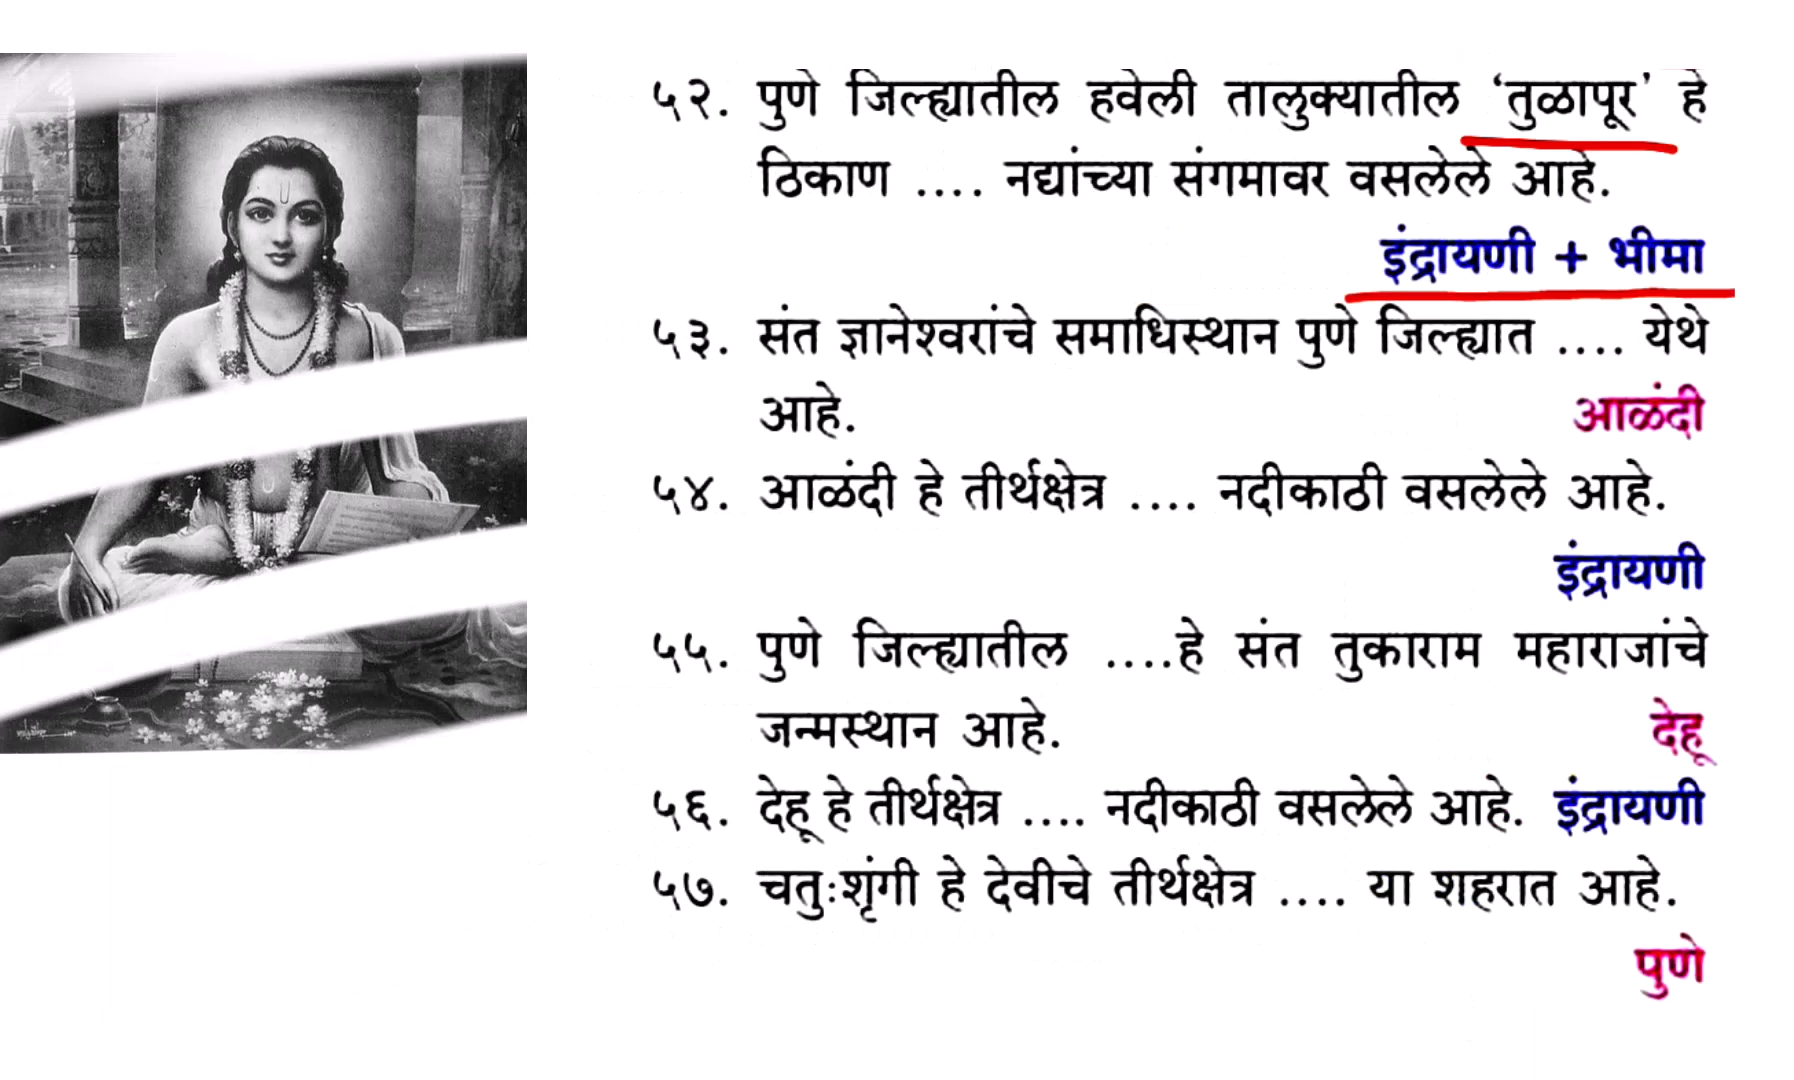 ५२. पुणे जिल्ह्यातील हवेली तालुक्यातील ‘तुळापूर’ हे
ठिकाण .... नद्यांच्या संगमावर वसलेले आहे.
इंद्रायणी + भीमा
५३. संत ज्ञानेश्वरांचे समाधिस्थान पुणे जिल्ह्यात .... येथे
आहे. आळंदी
५४. आळंदी हे तीर्थक्षेत्र .... नदीकाठी वसलेले आहे.
इंद्रायणी
५५. पुणे जिल्ह्यातील ....हे संत तुकाराम महाराजांचे
जन्मस्थान आहे. देहू
५६. देहू हे तीर्थक्षेत्र .... नदीकाठी वसलेले आहे. इंद्रायणी
५७. चतुःशृंगी हे देवीचे तीर्थक्षेत्र .... या शहरात आहे.
पुणे